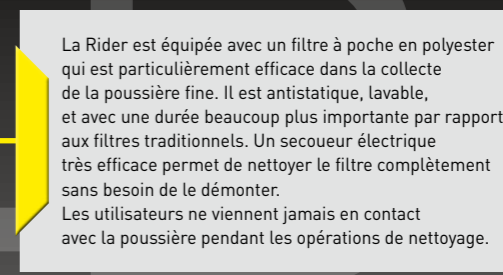 La Rider est équipée avec un filtre à poche en polyester
qui est particulièrement efficace dans la collecte
de la poussière fine. Il est antistatique, lavable,
et avec une durée beaucoup plus importante par rapport
aux filtres traditionnels. Un secoueur électrique
très efficace permet de nettoyer le filtre complètement
sans besoin de le démonter.
Les utilisateurs ne viennent jamais en contact
avec la poussière pendant les opérations de nettoyage.